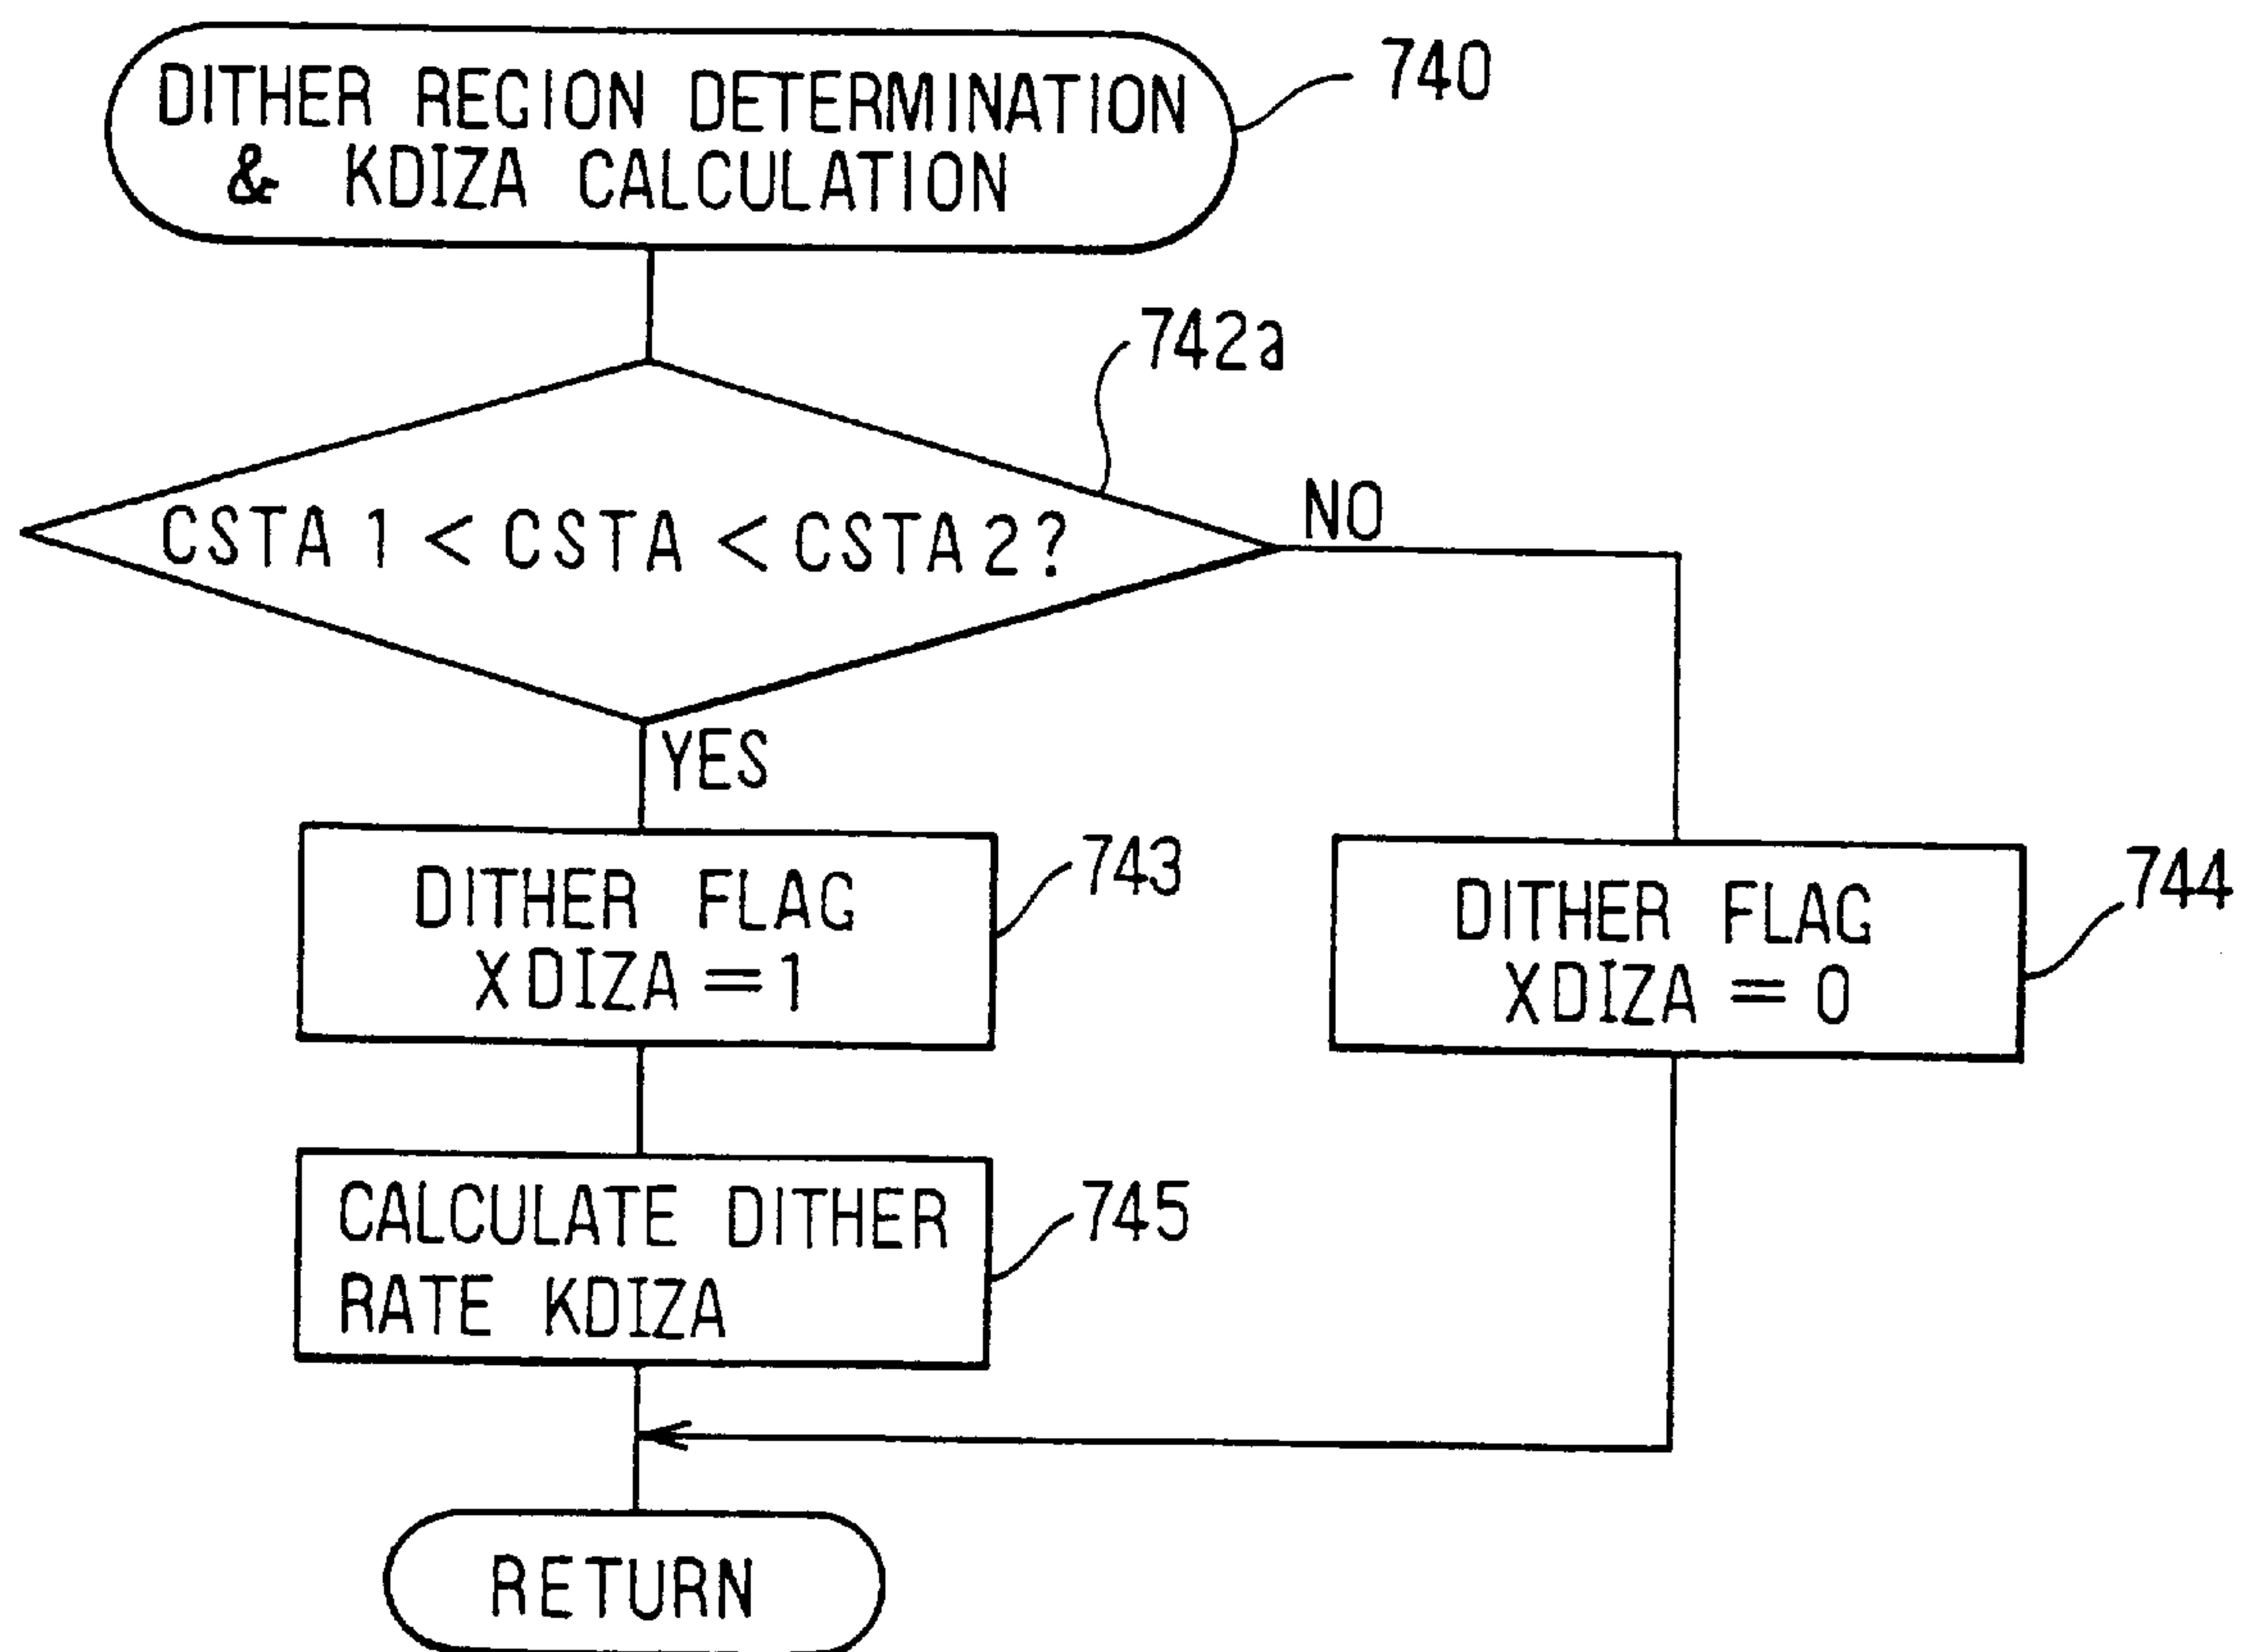 DITHER REGION DETERMINATION
& KDIZA CALCULATION
740
742a
CSTA 1 < CSTA < CSTA 2?
NO
YES
DITHER FLAG
XDIZA = 1
743
DITHER FLAG
XDIZA = 0
744
CALCULATE DITHER
RATE KDIZA
745
RETURN